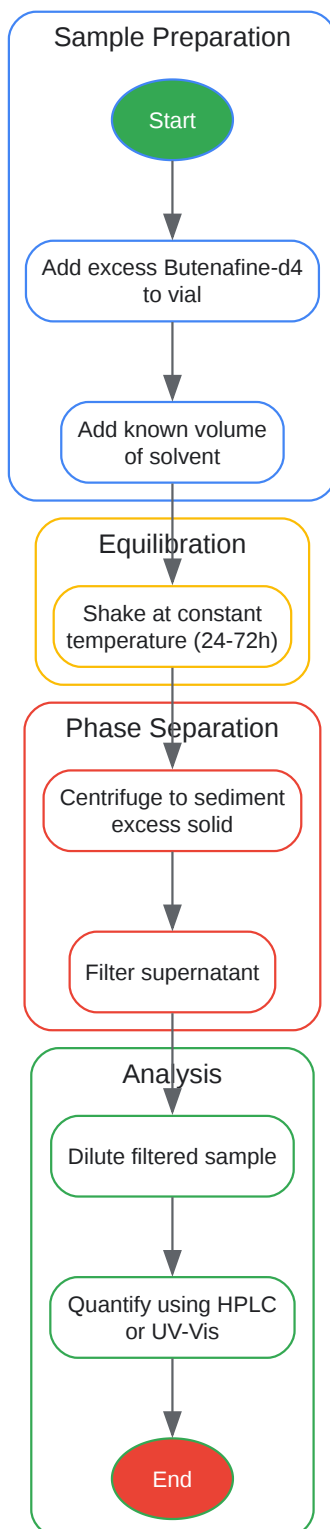 Sample Preparation
Start
Add excess Butenafine-d4
to vial
Add known volume
of solvent
Equilibration
Shake at constant
temperature (24-72h)
Phase Separation
Centrifuge to sediment
excess solid
Filter supernatant
Analysis
Dilute filtered sample
Quantify using HPLC
or UV-Vis
End